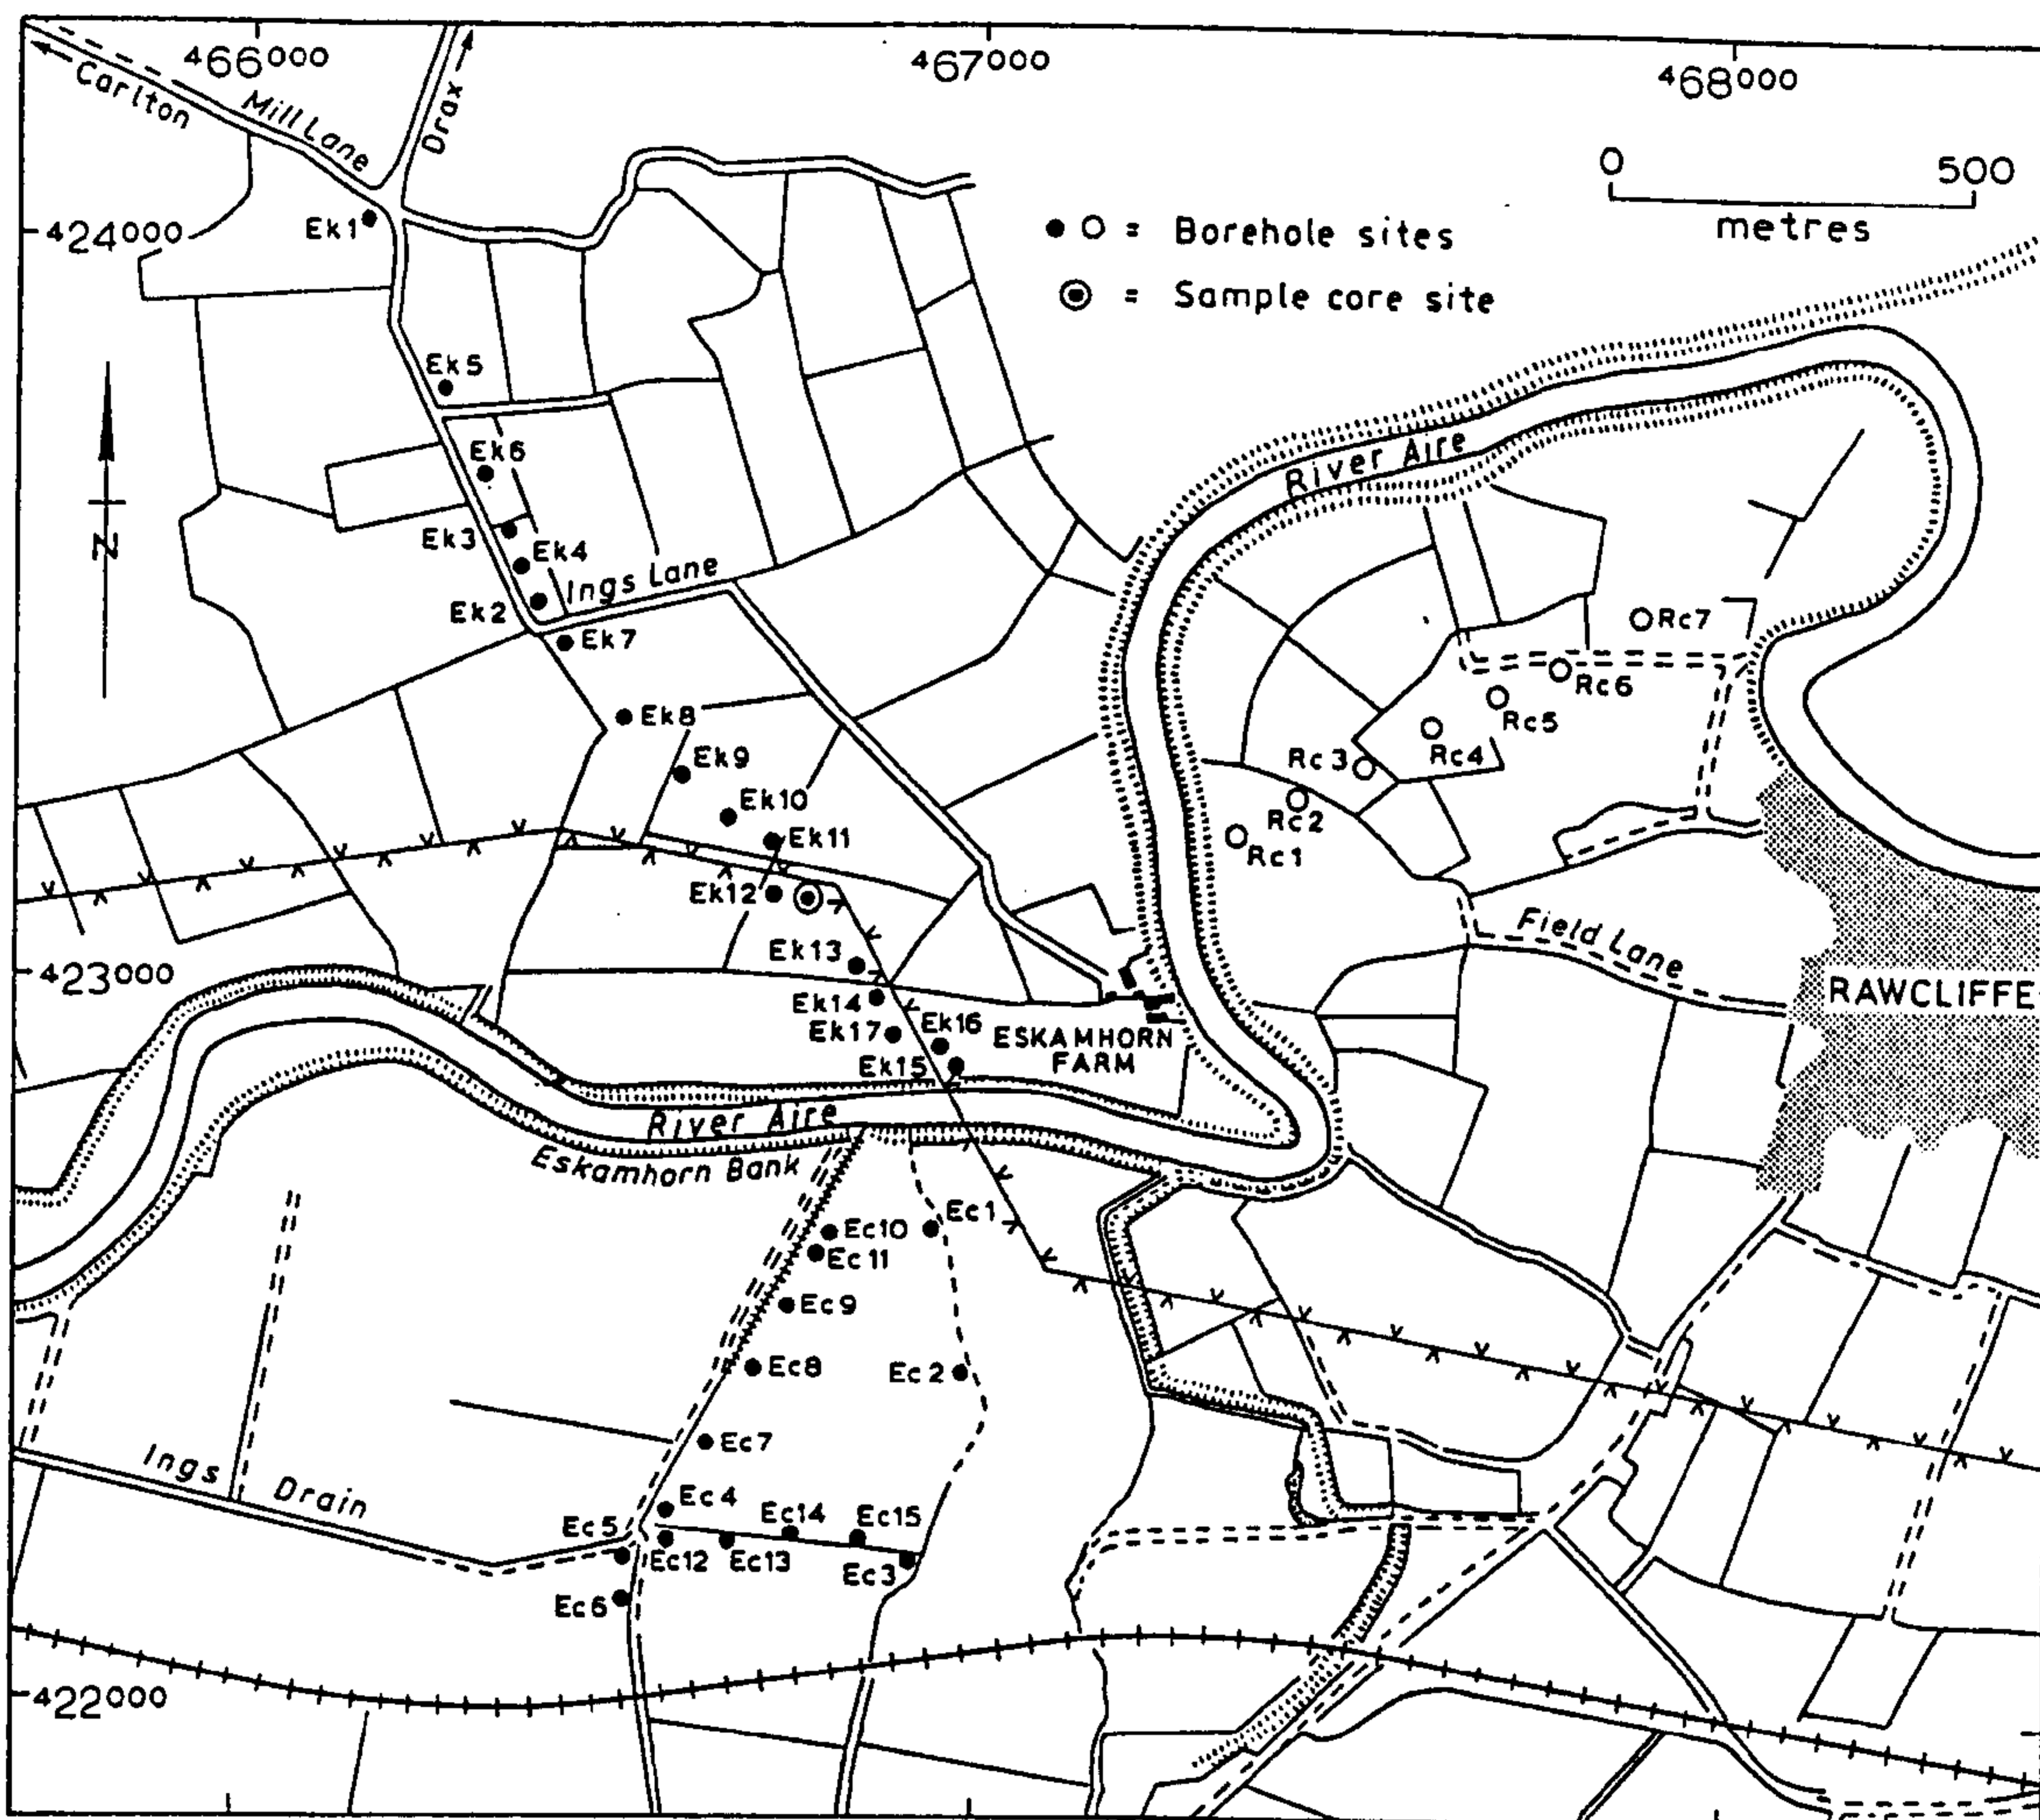 466000
467000
468000
Carlton
Mill Lane
Drax
0 500
metres
Ek1
424000
= Borehole sites
= Sample core site
Ek5
Ek6
River Aire
N
Ek3
Ek4
Ings Lane
Ek2
Ek7
Rc7
Rc6
Ek8
Rc5
Rc4
Rc3
Ek9
Ek10
Rc2
Ek11
Rc1
Ek12
Field Lane
Ek13
423000
RAWCLIFFE
Ek14
Ek17
Ek16
ESKAMHORN
FARM
Ek15
River Aire
Eskamhorn Bank
Ec1
Ec10
Ec11
Ec9
Ec8
Ec2
Ec7
Ings Drain
Ec4
Ec5
Ec14
Ec15
Ec12
Ec13
Ec3
Ec6
422000